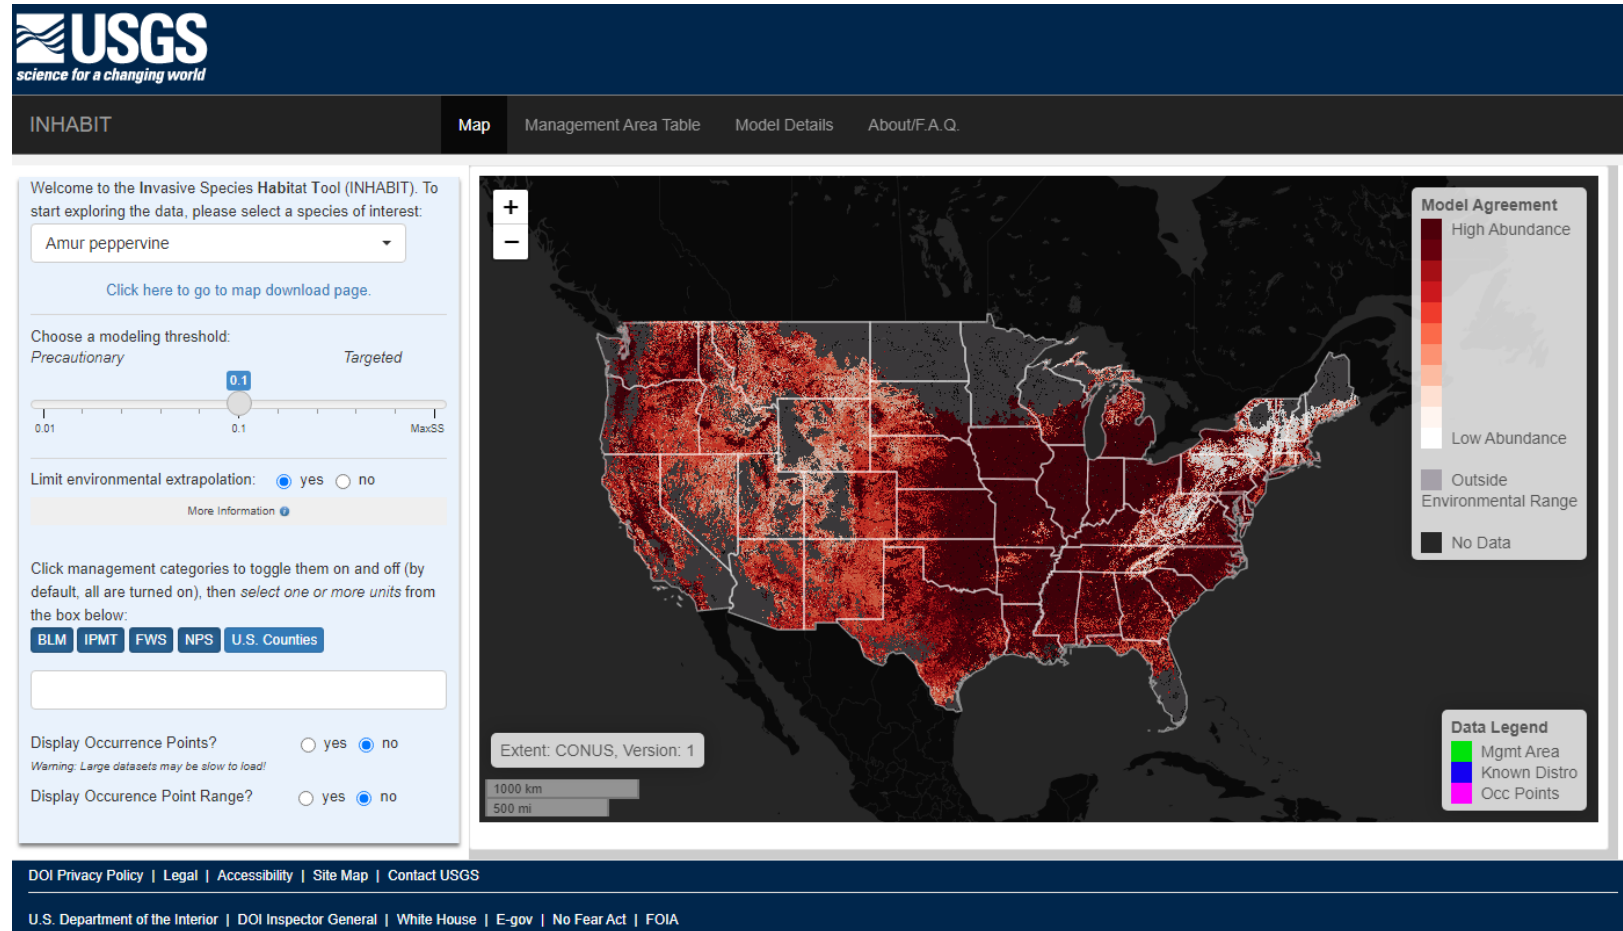 USGS
science for a changing world
INHABIT
Map
Management Area Table
Model Details
About/F.A.Q.
Welcome to the Invasive Species Habitat Tool (INHABIT). To
start exploring the data, please select a species of interest:
Amur peppervine
Click here to go to map download page.
Choose a modeling threshold:
Precautionary
Targeted
0.1
0.01
0.1
MaxSS
Limit environmental extrapolation: yes no
More Information
Click management categories to toggle them on and off (by
default, all are turned on), then select one or more units from
the box below:
BLM IPMT FWS NPS U.S. Counties
Display Occurrence Points? yes no
Warning: Large datasets may be slow to load!
Display Occurence Point Range? yes no
+
−
Model Agreement
High Abundance
Low Abundance
Outside
Environmental Range
No Data
Extent: CONUS, Version: 1
1000 km
500 mi
Data Legend
Mgmt Area
Known Distro
Occ Points
DOI Privacy Policy | Legal | Accessibility | Site Map | Contact USGS
U.S. Department of the Interior | DOI Inspector General | White House | E-gov | No Fear Act | FOIA